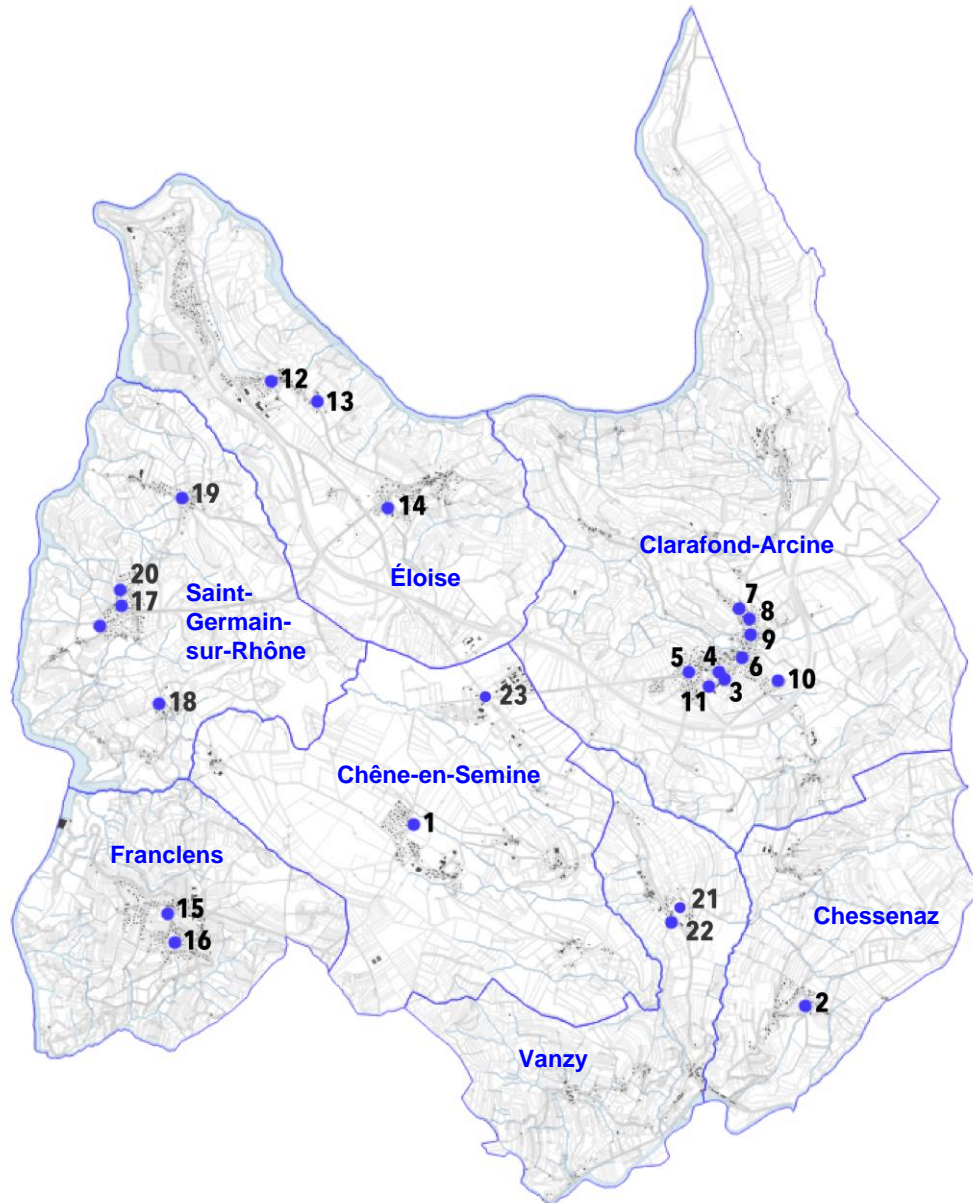 12
13
19
14
Clarafond-Arcine
Éloise
20
17
Saint-
Germain-
sur-Rhône
7
8
9
6
5
4
3
10
11
18
23
Chêne-en-Semine
1
Franclens
15
16
21
22
Chessenaz
2
Vanzy